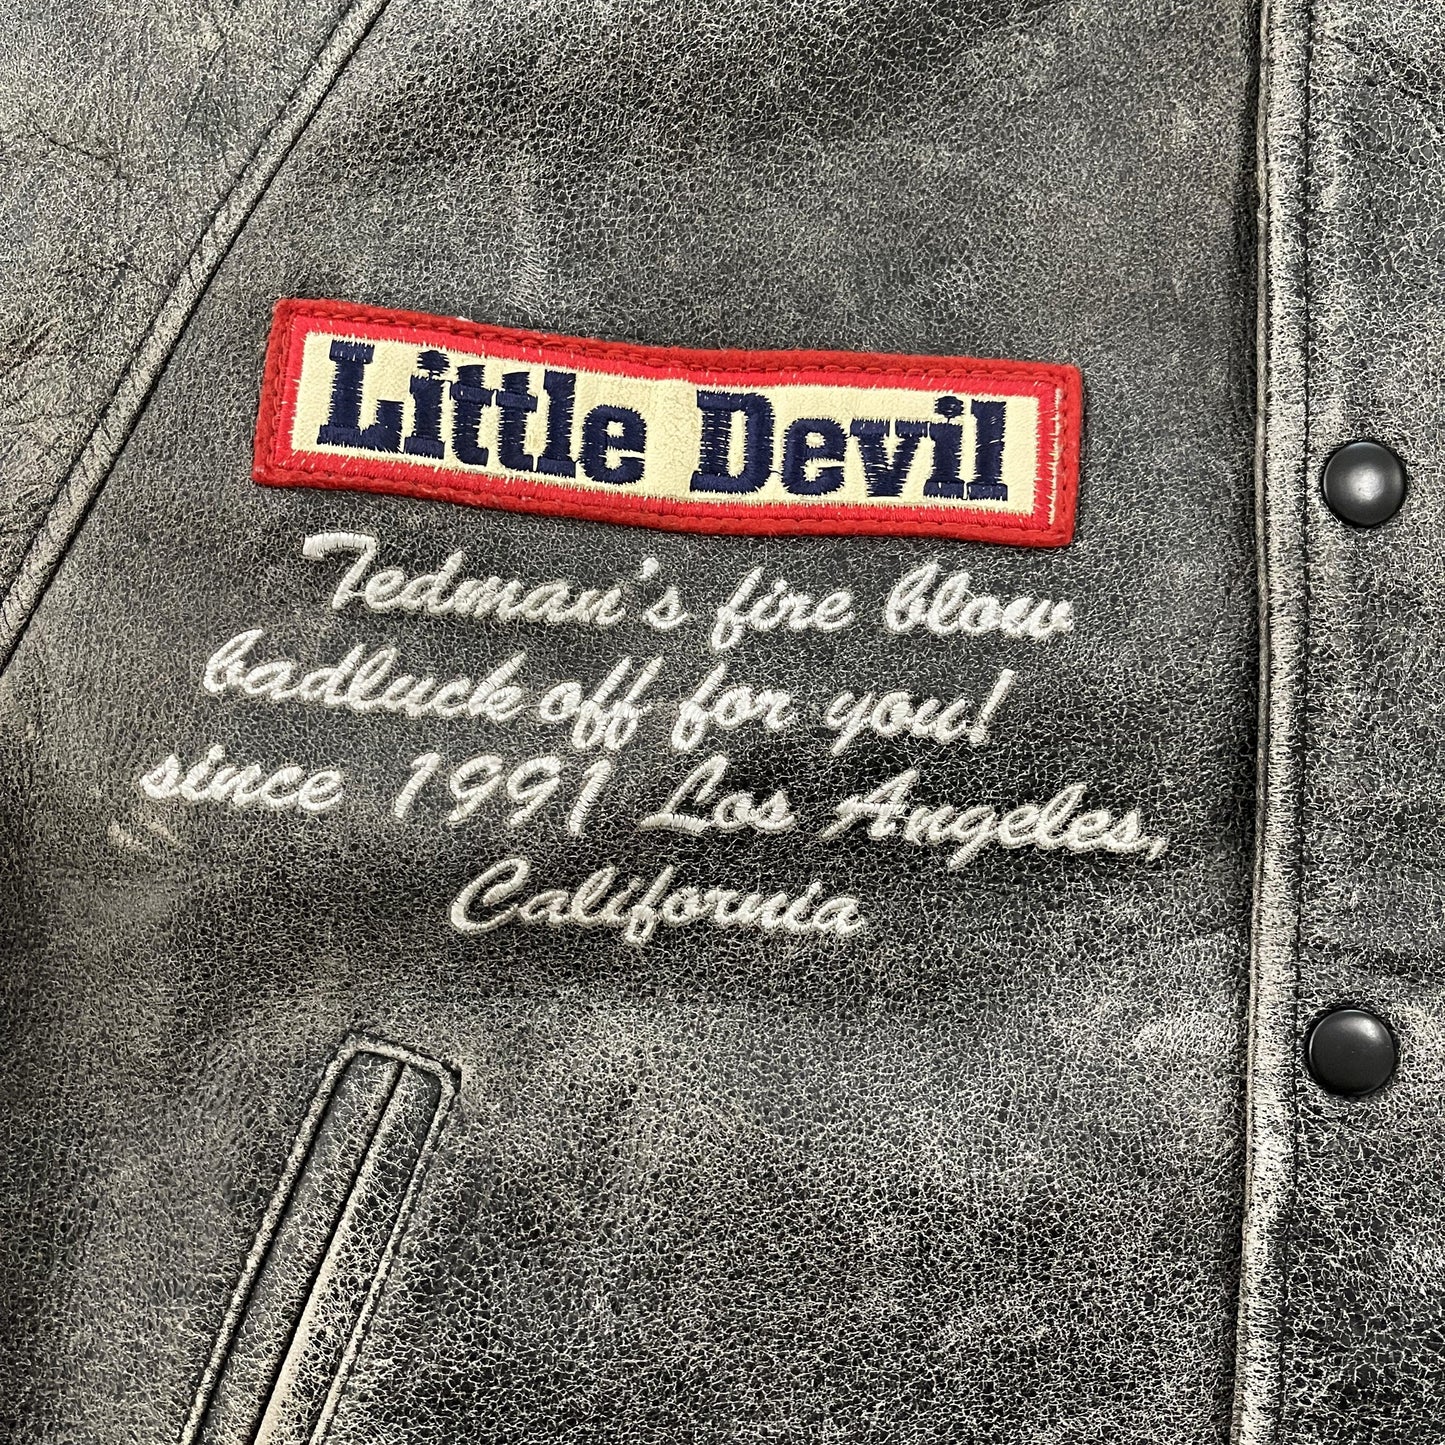 Little Devil
Tedman's fire blow
badluck off for you!
since 1991 Los Angeles,
California